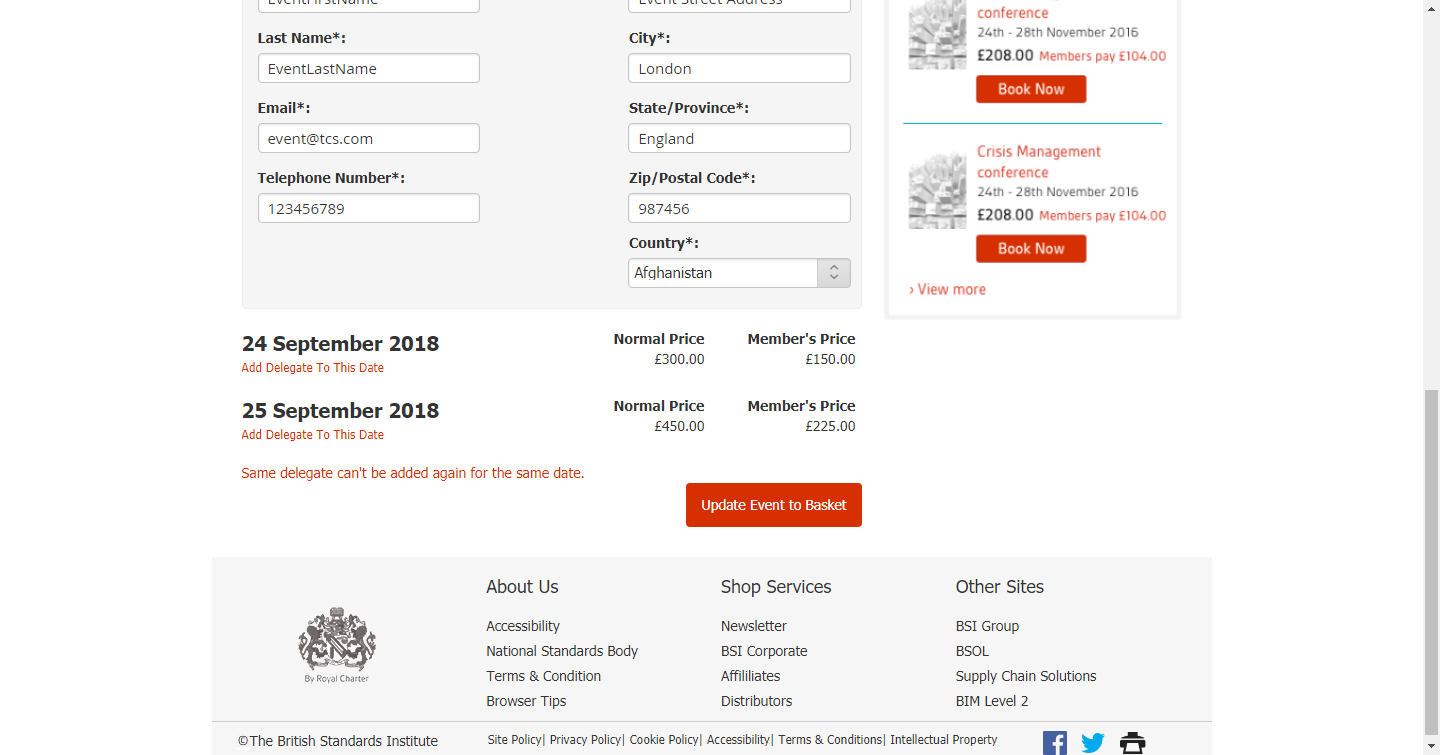 EventFirstName
Event Street Address
Last Name*:
City*:
EventLastName
London
Email*:
State/Province*:
event@tcs.com
England
Telephone Number*:
Zip/Postal Code*:
123456789
987456
Country*:
Afghanistan
24 September 2018
Normal Price
Member's Price
Add Delegate To This Date
£300.00
£150.00
25 September 2018
Normal Price
Member's Price
Add Delegate To This Date
£450.00
£225.00
Same delegate can't be added again for the same date.
Update Event to Basket
conference
24th - 28th November 2016
£208.00 Members pay £104.00
Book Now
Crisis Management
conference
24th - 28th November 2016
£208.00 Members pay £104.00
Book Now
› View more
By Royal Charter
About Us
Accessibility
National Standards Body
Terms & Condition
Browser Tips
Shop Services
Newsletter
BSI Corporate
Affililiates
Distributors
Other Sites
BSI Group
BSOL
Supply Chain Solutions
BIM Level 2
©The British Standards Institute
Site Policy| Privacy Policy| Cookie Policy| Accessibility| Terms & Conditions| Intellectual Property